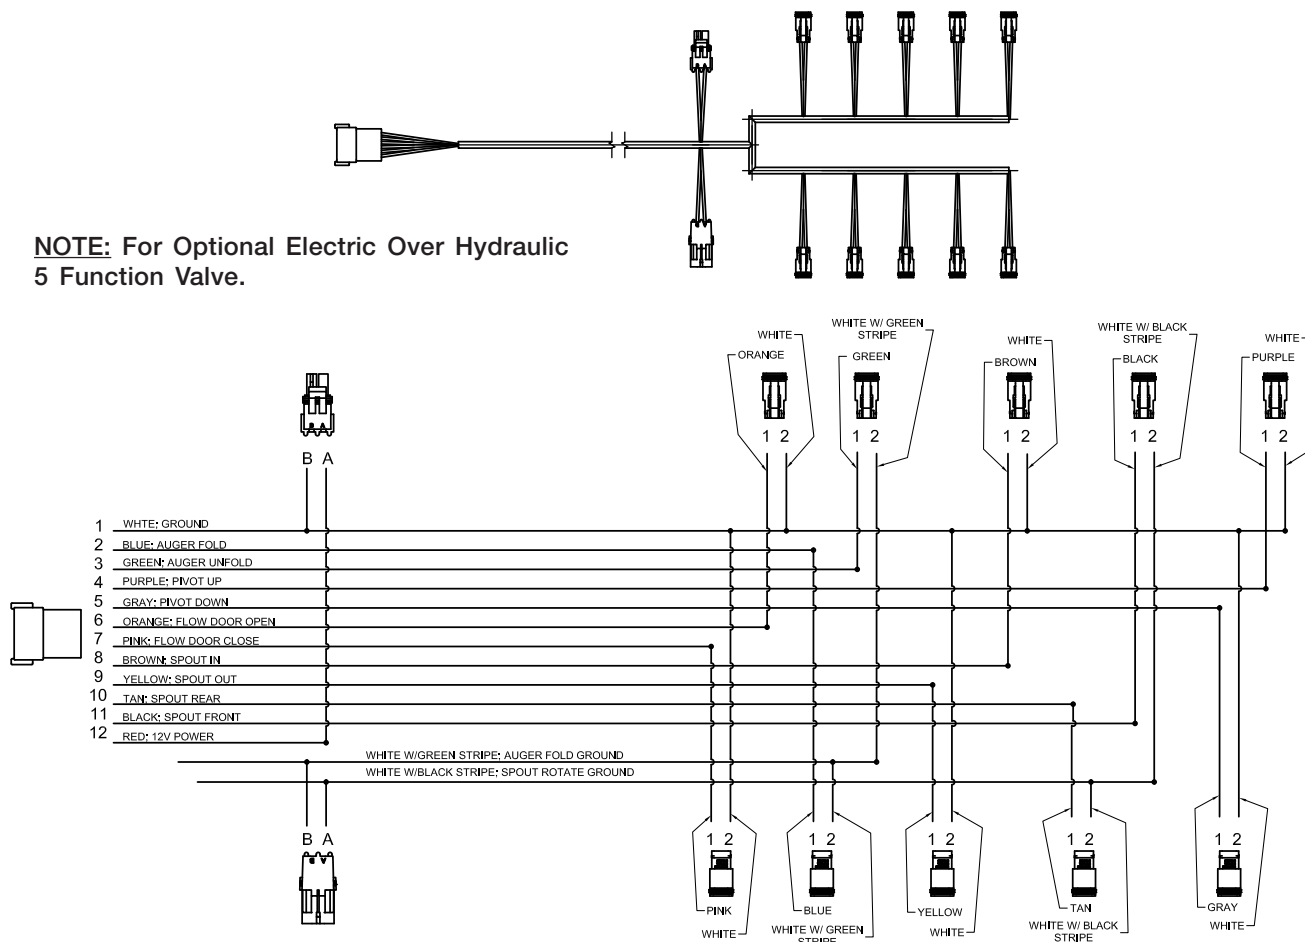 NOTE: For Optional Electric Over Hydraulic
5 Function Valve.
WHITE
WHITE W/ GREEN
STRIPE
WHITE
WHITE W/ BLACK
STRIPE
WHITE
ORANGE
GREEN
BROWN
BLACK
PURPLE
1 2
1 2
1 2
1 2
1 2
B A
1 WHTE; GROUND
2 BLUE; AUGER FOLD
3 GREEN; AUGER UNFOLD
4 PURPLE; PIVOT UP
5 GRAY; PIVOT DOWN
6 ORANGE; FLOW DOOR OPEN
7 PINK; FLOW DOOR CLOSE
8 BROWN; SPOUT IN
9 YELLOW; SPOUT OUT
10 TAN; SPOUT REAR
11 BLACK; SPOUT FRONT
12 RED; 12V POWER
WHITE W/GREEN STRIPE; AUGER FOLD GROUND
WHITE W/BLACK STRIPE; SPOUT ROTATE GROUND
B A
1 2
1 2
1 2
1 2
1 2
PINK
BLUE
YELLOW
TAN
GRAY
WHITE
WHITE W/ GREEN
STRIPE
WHITE
WHITE W/ BLACK
STRIPE
WHITE